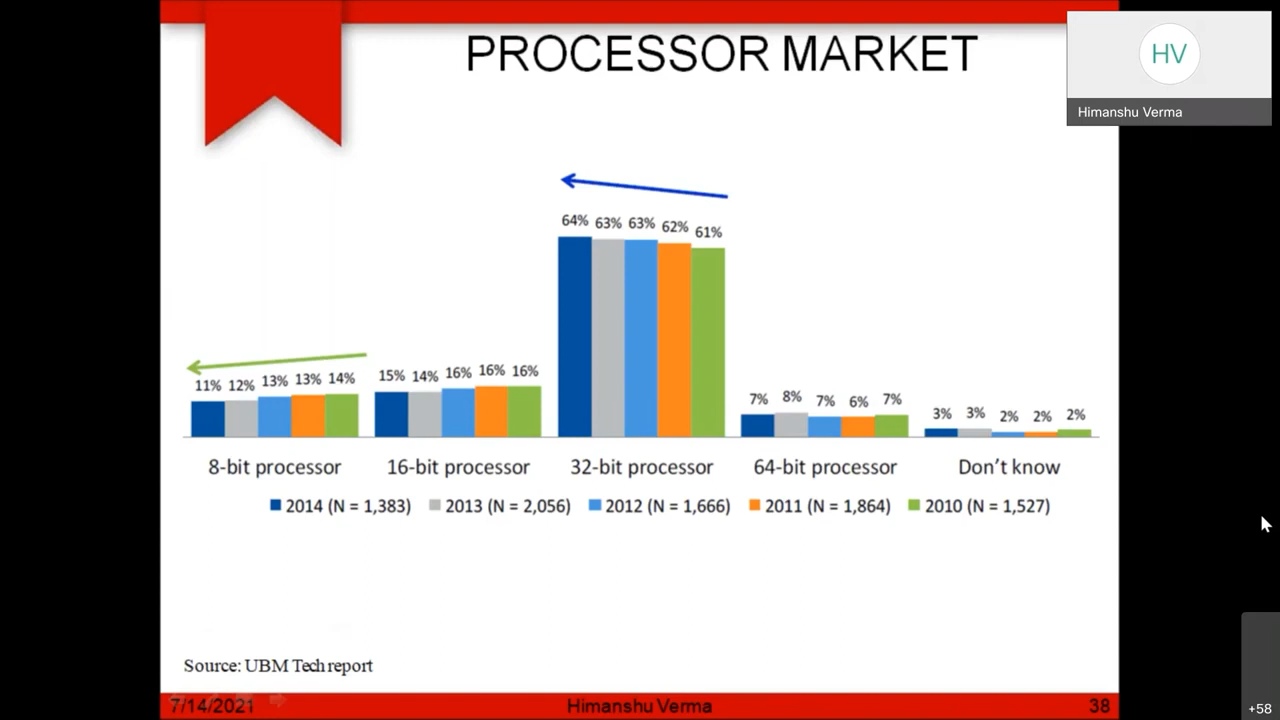 PROCESSOR MARKET
HV
Himanshu Verma
64% 63% 63% 62% 61%
11% 12% 13% 13% 14%
15% 14% 16% 16% 16%
7% 8% 7% 6% 7%
3% 3% 2% 2% 2%
8-bit processor 16-bit processor 32-bit processor 64-bit processor Don't know
2014 (N = 1,383) 2013 (N = 2,056) 2012 (N = 1,666) 2011 (N = 1,864) 2010 (N = 1,527)
Source: UBM Tech report
7/14/2021 Himanshu Verma 38
+58